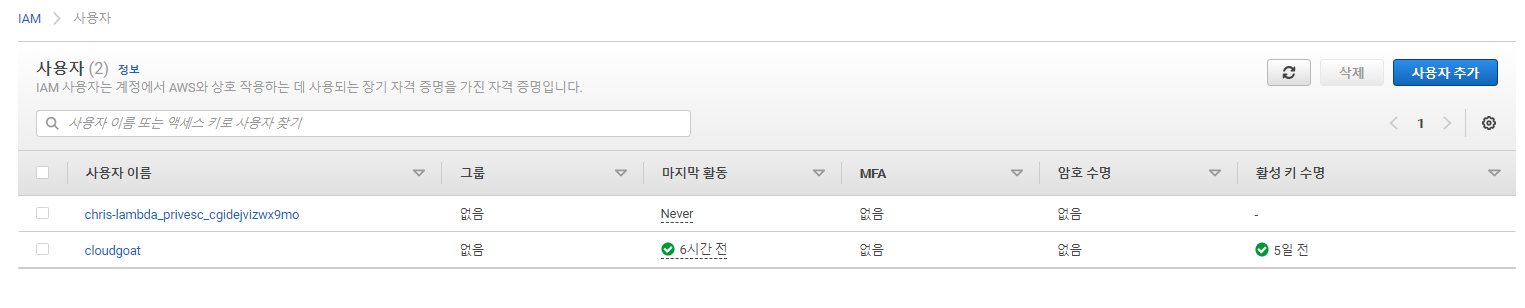 IAM > 사용자
사용자 (2) 정보
IAM 사용자는 계정에서 AWS와 상호 작용하는 데 사용되는 장기 자격 증명을 가진 자격 증명입니다.
삭제 사용자 추가
사용자 이름 또는 액세스 키로 사용자 찾기
1
사용자 이름 그룹 마지막 활동 MFA 암호 수명 활성 키 수명
chris-lambda_privesc_cgidejvizwx9mo 없음 Never 없음 없음 -
cloudgoat 없음 6시간 전 없음 없음 5일 전